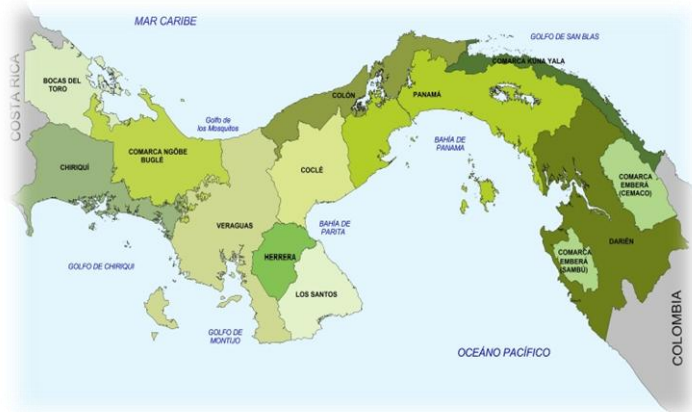 MAR CARIBE
GOLFO DE SAN BLAS
COSTA RICA
BOCAS DEL
TORO
COMARCA KUNA YALA
COLÓN
PANAMÁ
Golfo de
los Mosquitos
BAHÍA DE
PANAMA
CHIRIQUÍ
COMARCA NGÖBE
BUGLÉ
COCLÉ
COMARCA
EMBERÁ
(CEMACO)
VERAGUAS
BAHÍA DE
PARITA
COMARCA
EMBERÁ
(SAMBÚ)
DARIÉN
GOLFO DE CHIRIQUI
HERRERA
LOS SANTOS
GOLFO DE
MONTIJO
OCEÁNO PACÍFICO
COLOMBIA